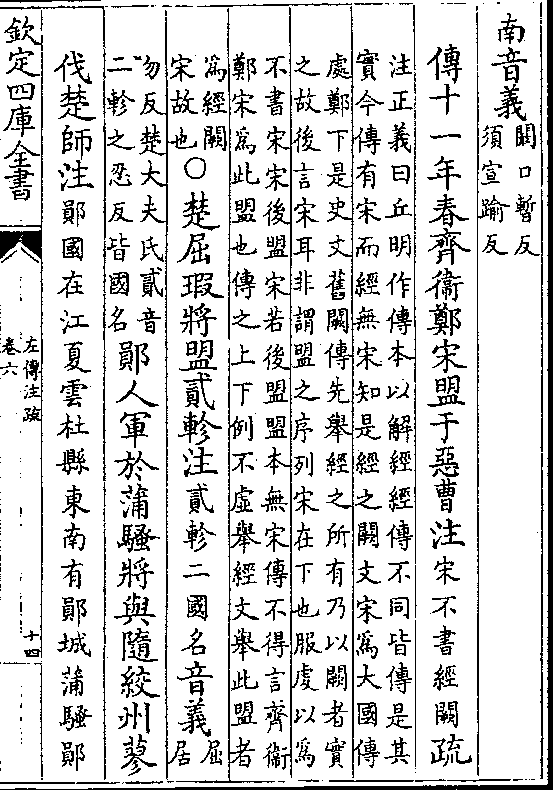 南音義闞口暫反
須宣踰反
傳十一年春齊衞鄭宋盟于惡曹注宋不書經闕疏
注正義曰丘明作傳本以解經經傳不同皆傳是其
實今傳有宋而經無宋知是經之闕文宋爲大國傳
處鄭下是史文舊闕傳先舉經之所有乃以闕者實
之故後言宋耳非謂盟之序列宋在下也服虔以爲
不書宋宋後盟宋若後盟盟本無宋傳不得言齊衞
鄭宋爲此盟也傳之上下例不虛舉經文舉此盟者
爲經闕
宋故也○楚屈瑕將盟貳軫注貳軫二國名音義屈
居
勿反楚大夫氏貳音
二軫之忍反皆國名鄖人軍於蒲騷將與隨絞州蓼
伐楚師注鄖國在江夏雲杜縣東南有鄖城蒲騷鄖
欽定四庫全書
左傳注疏
卷六
十四